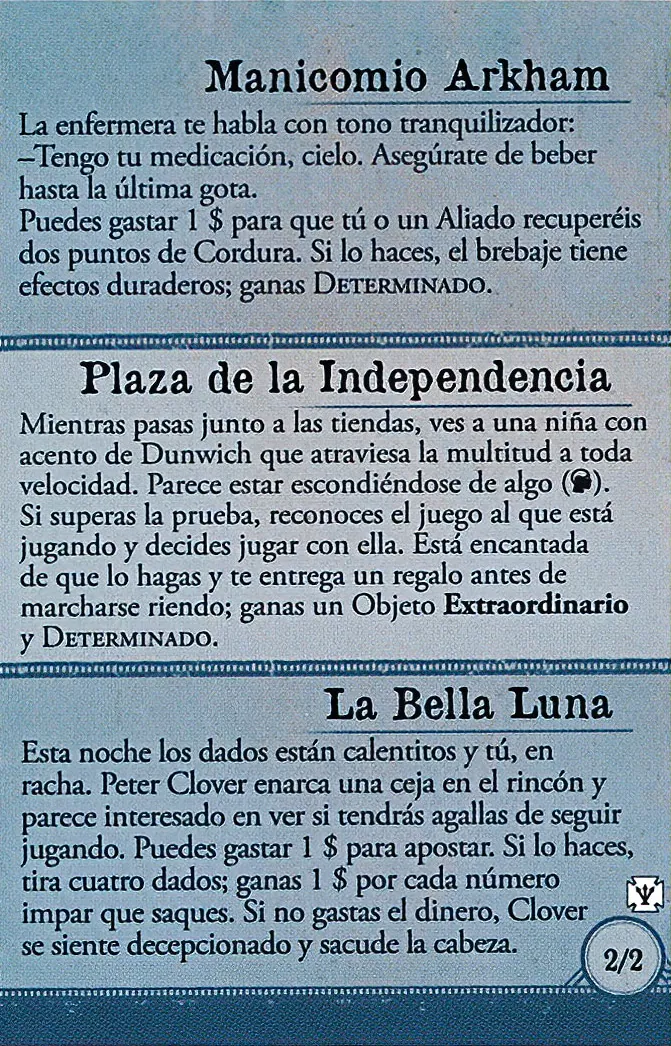 Manicomio Arkham
La enfermera te habla con tono tranquilizador:
–Tengo tu medicación, cielo. Asegúrate de beber
hasta la última gota.
Puedes gastar 1 $ para que tú o un Aliado recuperéis
dos puntos de Cordura. Si lo haces, el brebaje tiene
efectos duraderos; ganas DETERMINADO.
Plaza de la Independencia
Mientras pasas junto a las tiendas, ves a una niña con
acento de Dunwich que atraviesa la multitud a toda
velocidad. Parece estar escondiéndose de algo ().
Si superas la prueba, reconoces el juego al que está
jugando y decides jugar con ella. Está encantada
de que lo hagas y te entrega un regalo antes de
marcharse riendo; ganas un Objeto Extraordinario
y DETERMINADO.
La Bella Luna
Esta noche los dados están calentitos y tú, en
racha. Peter Clover enarca una ceja en el rincón y
parece interesado en ver si tendrás agallas de seguir
jugando. Puedes gastar 1 $ para apostar. Si lo haces,
tira cuatro dados; ganas 1 $ por cada número
impar que saques. Si no gastas el dinero, Clover
se siente decepcionado y sacude la cabeza.
2/2